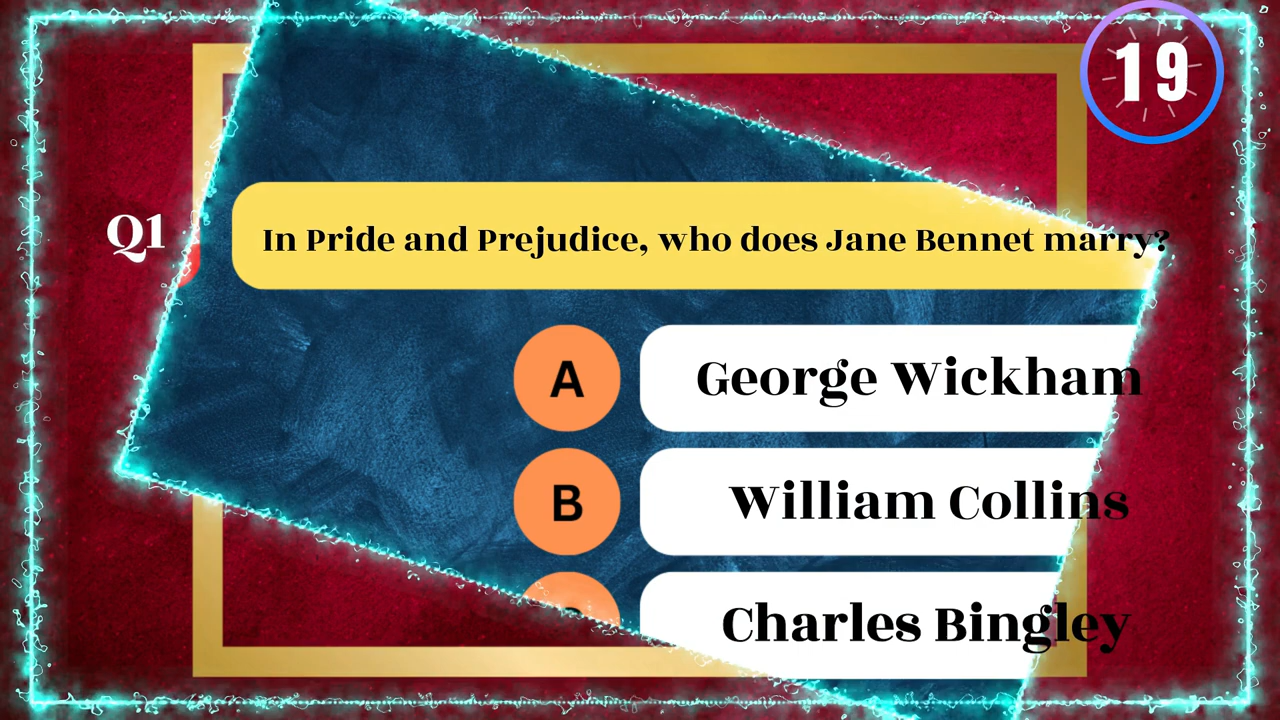 19
Q1
In Pride and Prejudice, who does Jane Bennet marry?
A
George Wickham
B
William Collins
Charles Bingley